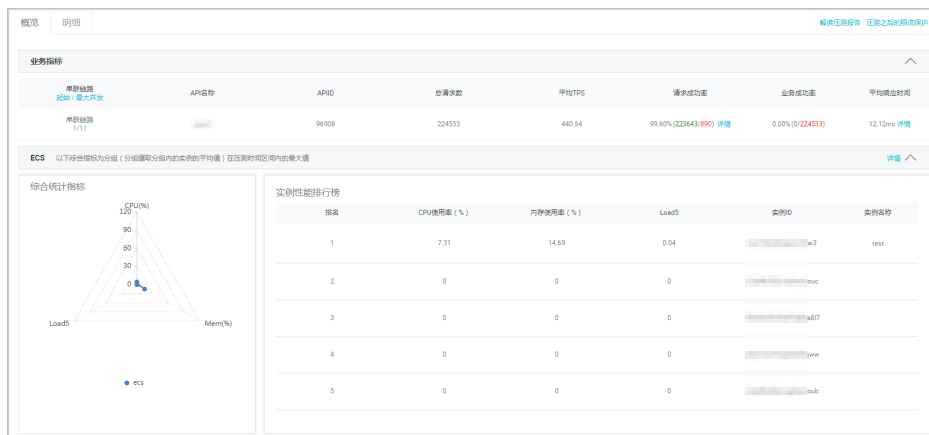 概览 明细 解读压测报告 压测之后的限流保护
业务指标
串联链路
起始 / 最大并发 API名称 APIID 总请求数 平均TPS 请求成功率 业务成功率 平均响应时间
串联链路
1/11 96908 224533 440.54 99.60%(223643/890) 详情 0.00%(0/224533) 12.12ms 详情
ECS 以下综合指标为分组(分组值取分组内的实例的平均值)在压测时间区间内的最大值 详情
综合统计指标
CPU(%)
120
90
60
30
0
Load5 Mem(%)
ecs
实例性能排行榜
排名 CPU使用率(%) 内存使用率(%) Load5 实例ID 实例名称
1 7.31 14.69 0.04 test
2 0 0 0 ouc
3 0 0 0
4 0 0 0 jww
5 0 0 0 oub